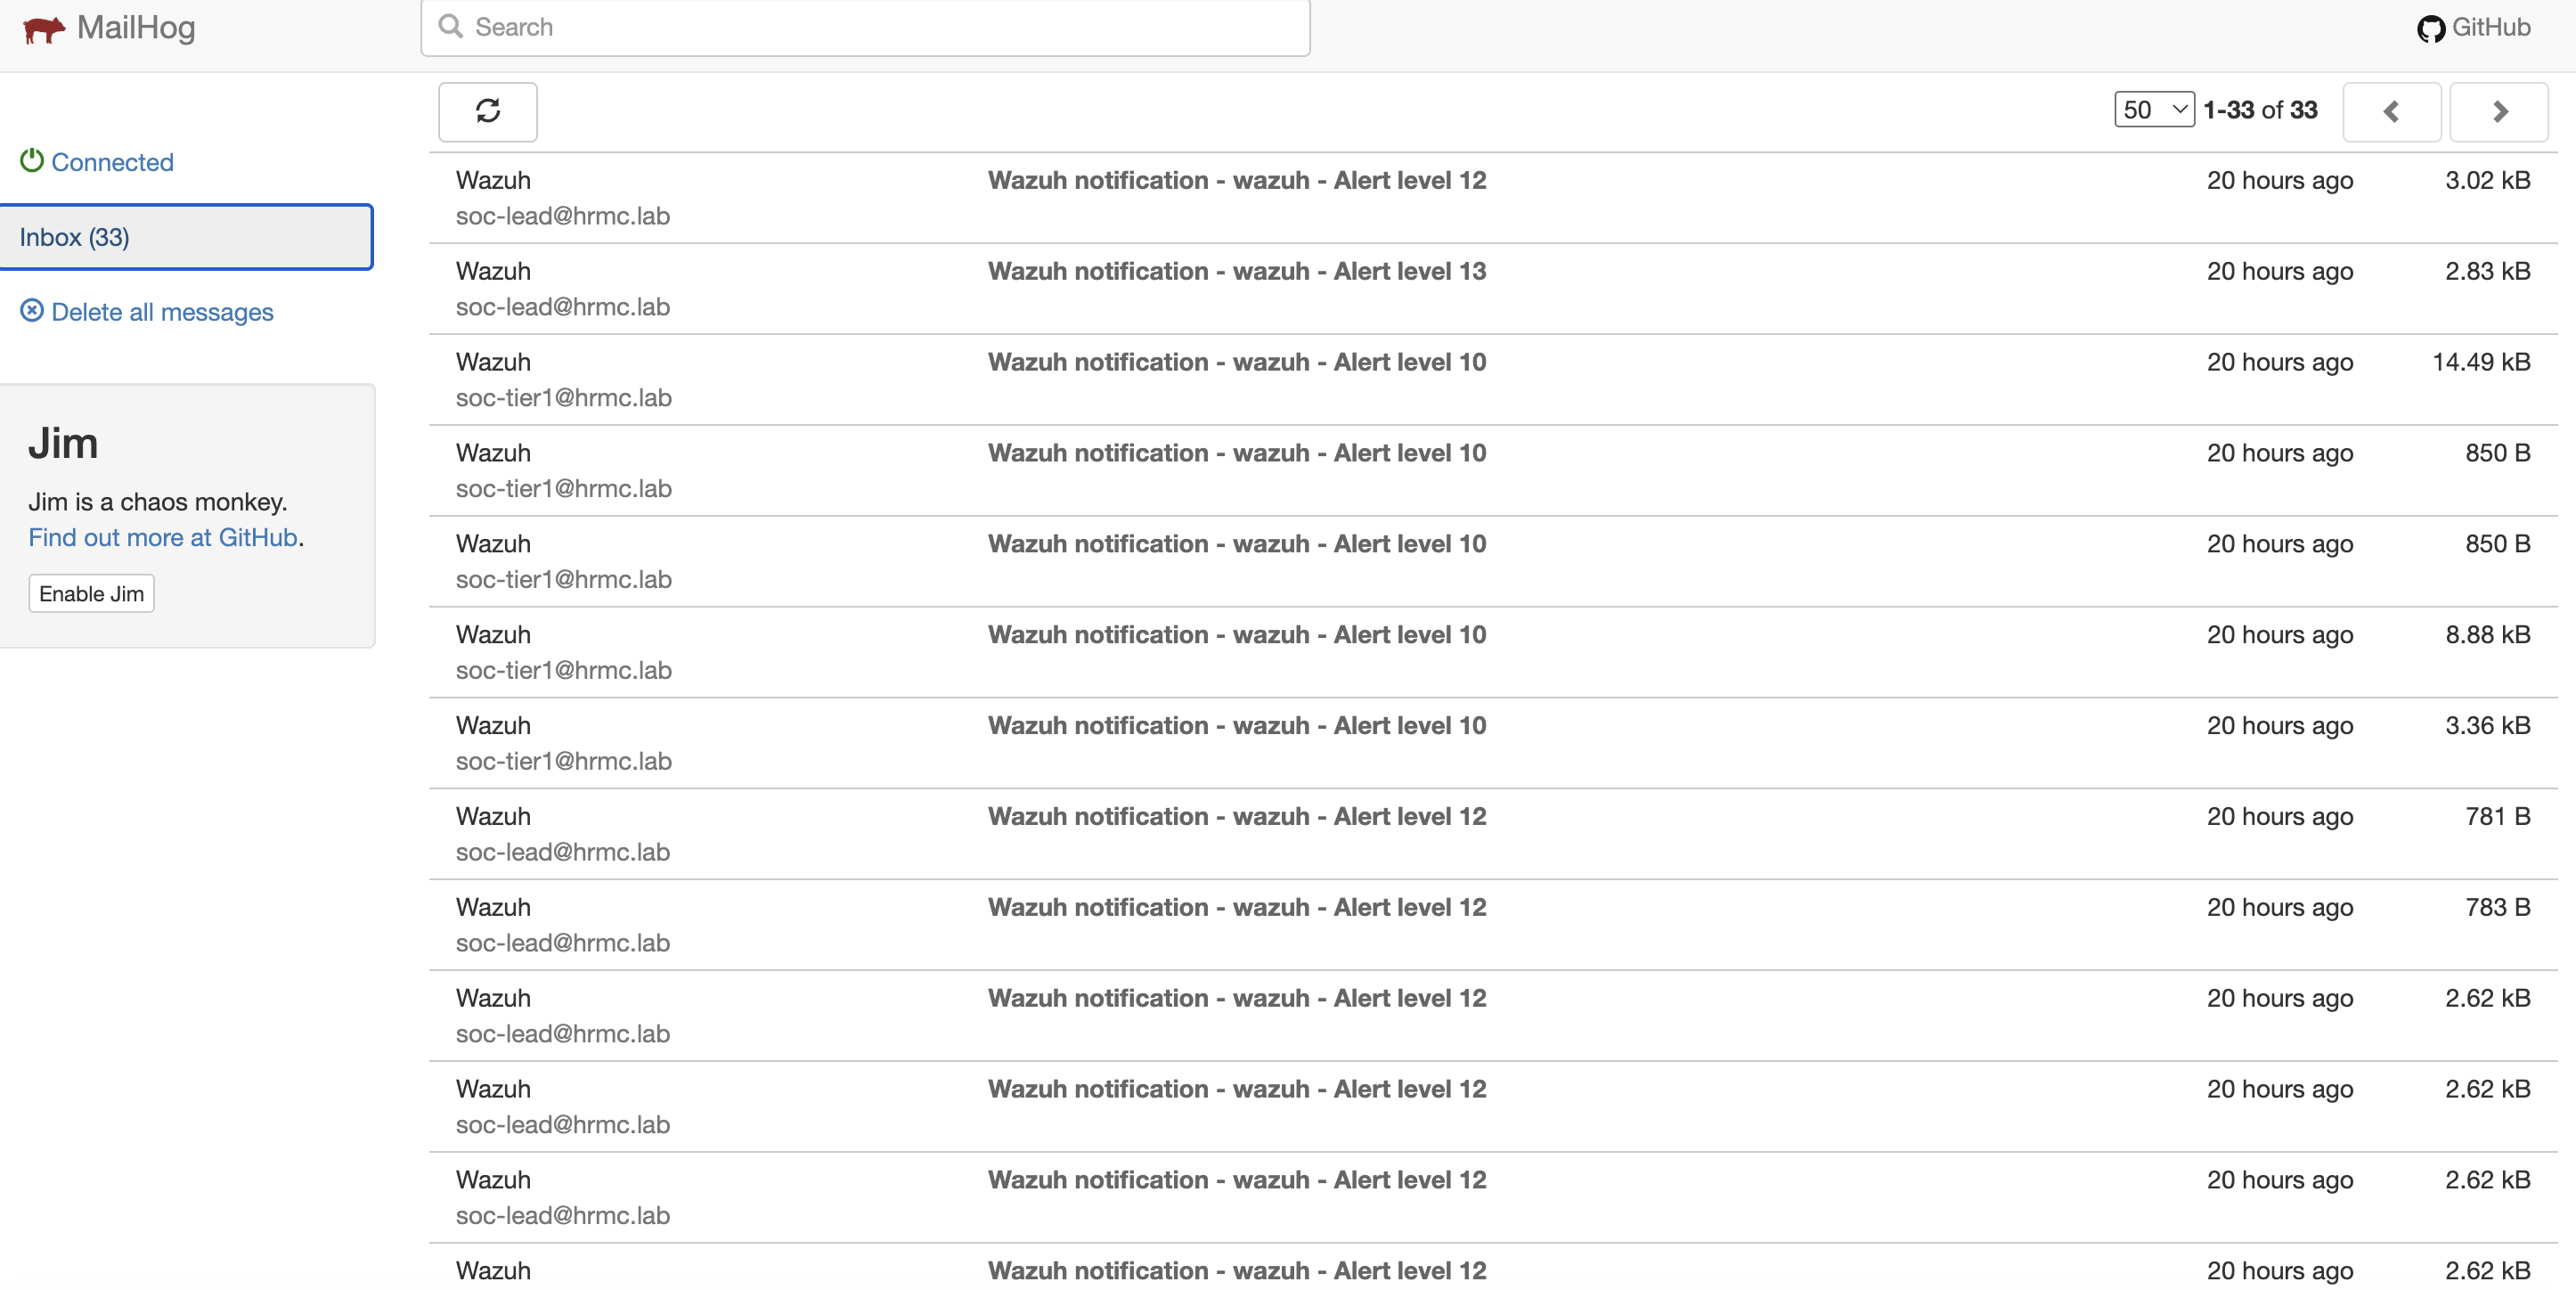 MailHog
Search
GitHub
50 1-33 of 33
Connected
Inbox (33)
Delete all messages
Jim
Jim is a chaos monkey.
Find out more at GitHub.
Enable Jim
Wazuh Wazuh notification - wazuh - Alert level 12 20 hours ago 3.02 kB
soc-lead@hrmc.lab
Wazuh Wazuh notification - wazuh - Alert level 13 20 hours ago 2.83 kB
soc-lead@hrmc.lab
Wazuh Wazuh notification - wazuh - Alert level 10 20 hours ago 14.49 kB
soc-tier1@hrmc.lab
Wazuh Wazuh notification - wazuh - Alert level 10 20 hours ago 850 B
soc-tier1@hrmc.lab
Wazuh Wazuh notification - wazuh - Alert level 10 20 hours ago 850 B
soc-tier1@hrmc.lab
Wazuh Wazuh notification - wazuh - Alert level 10 20 hours ago 8.88 kB
soc-tier1@hrmc.lab
Wazuh Wazuh notification - wazuh - Alert level 10 20 hours ago 3.36 kB
soc-tier1@hrmc.lab
Wazuh Wazuh notification - wazuh - Alert level 12 20 hours ago 781 B
soc-lead@hrmc.lab
Wazuh Wazuh notification - wazuh - Alert level 12 20 hours ago 783 B
soc-lead@hrmc.lab
Wazuh Wazuh notification - wazuh - Alert level 12 20 hours ago 2.62 kB
soc-lead@hrmc.lab
Wazuh Wazuh notification - wazuh - Alert level 12 20 hours ago 2.62 kB
soc-lead@hrmc.lab
Wazuh Wazuh notification - wazuh - Alert level 12 20 hours ago 2.62 kB
soc-lead@hrmc.lab
Wazuh Wazuh notification - wazuh - Alert level 12 20 hours ago 2.62 kB